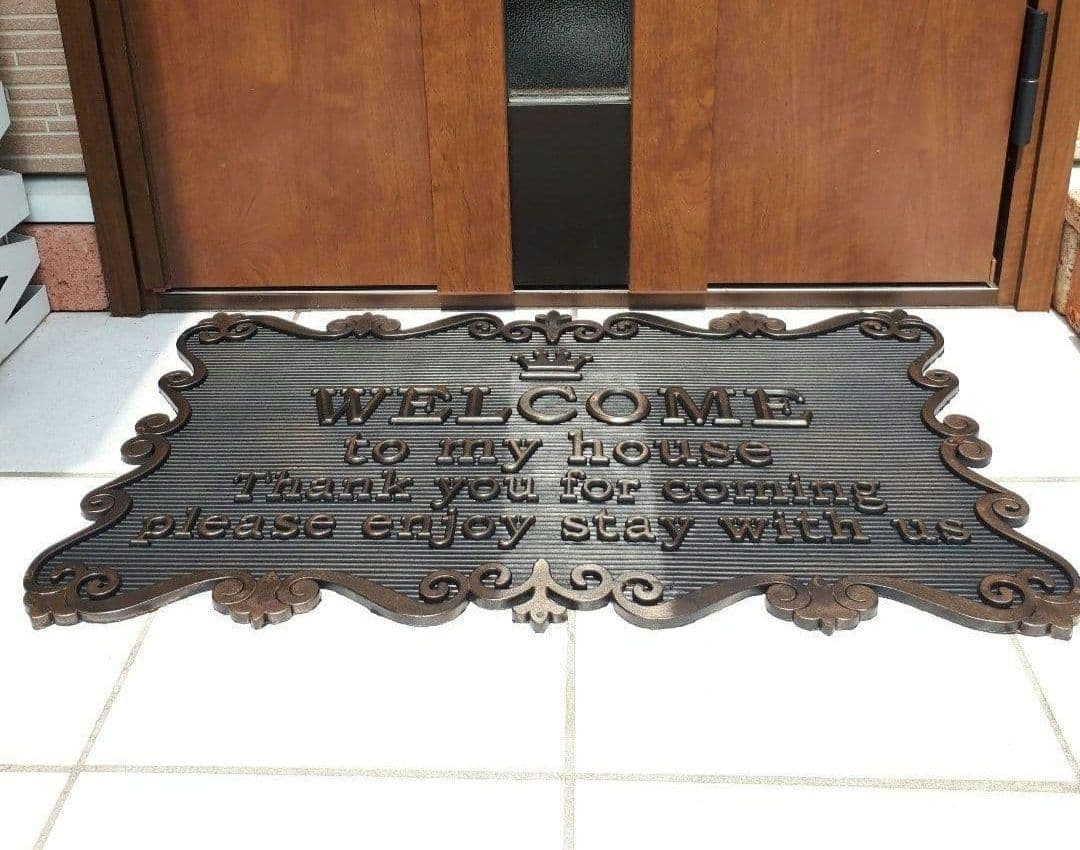 WELCOME
to my house
Thank you for coming
please enjoy stay with us